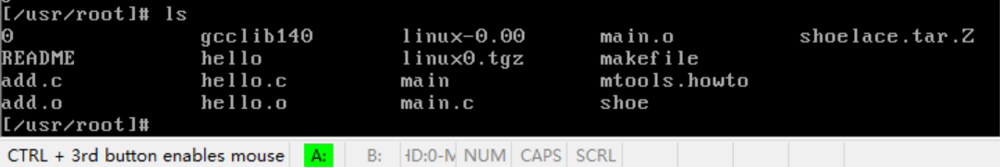 [/usr/root]# ls
0 gcclib140 linux-0.00 main.o shoelace.tar.Z
README hello linux0.tgz makefile
add.c hello.c main mtools.howto
add.o hello.o main.c shoe
[/usr/root]#
CTRL + 3rd button enables mouse A: B: HD:0-M NUM CAPS SCRL